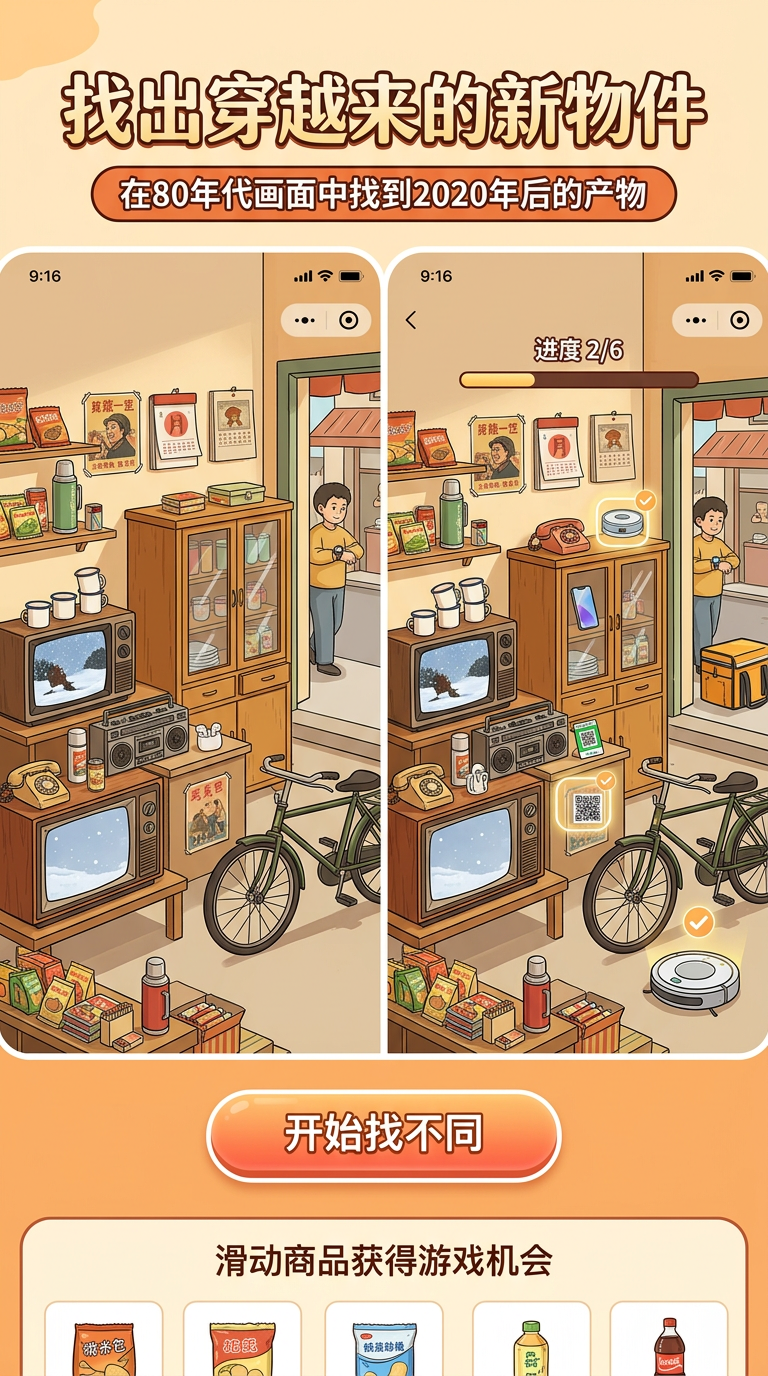 找出穿越来的新物件
在80年代画面中找到2020年后的产物
9:16
9:16
进度 2/6
月
开始找不同
滑动商品获得游戏机会